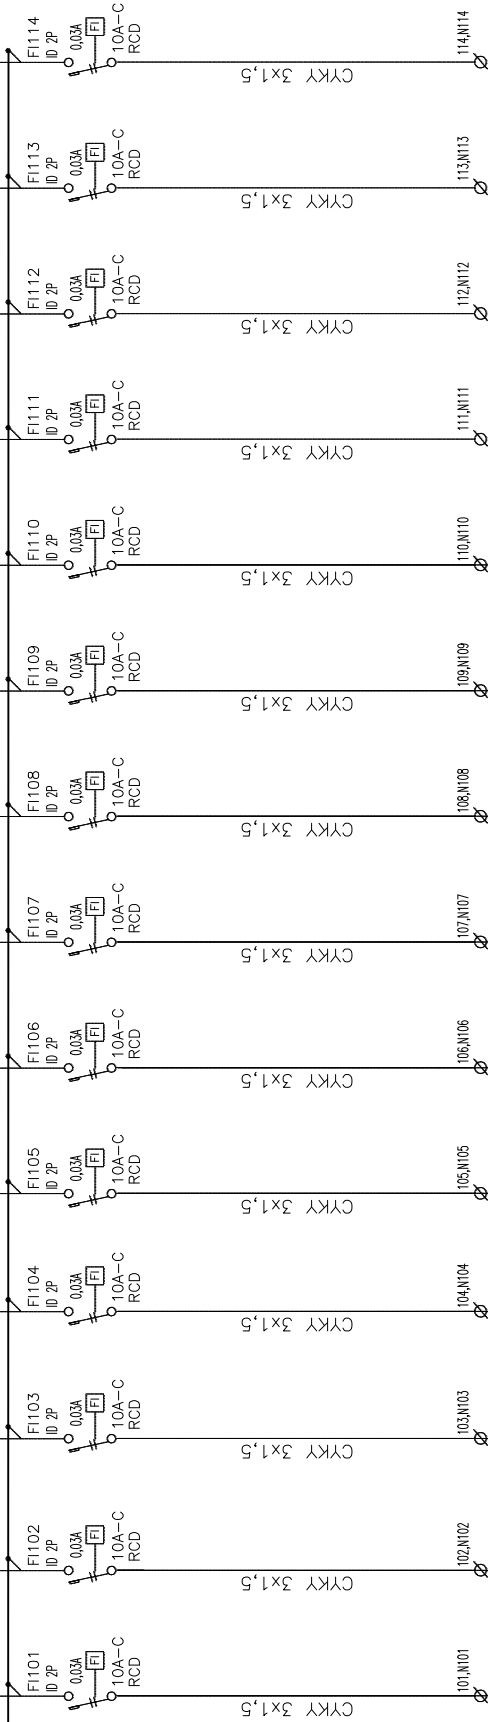 FI101
ID 2P
0,03A
FI
10A-C
RCD
CYKY 3x1,5
101,N101
FI102
ID 2P
0,03A
FI
10A-C
RCD
CYKY 3x1,5
102,N102
FI103
ID 2P
0,03A
FI
10A-C
RCD
CYKY 3x1,5
103,N103
FI104
ID 2P
0,03A
FI
10A-C
RCD
CYKY 3x1,5
104,N104
FI105
ID 2P
0,03A
FI
10A-C
RCD
CYKY 3x1,5
105,N105
FI106
ID 2P
0,03A
FI
10A-C
RCD
CYKY 3x1,5
106,N106
FI107
ID 2P
0,03A
FI
10A-C
RCD
CYKY 3x1,5
107,N107
FI108
ID 2P
0,03A
FI
10A-C
RCD
CYKY 3x1,5
108,N108
FI109
ID 2P
0,03A
FI
10A-C
RCD
CYKY 3x1,5
109,N109
FI110
ID 2P
0,03A
FI
10A-C
RCD
CYKY 3x1,5
110,N110
FI111
ID 2P
0,03A
FI
10A-C
RCD
CYKY 3x1,5
111,N111
FI112
ID 2P
0,03A
FI
10A-C
RCD
CYKY 3x1,5
112,N112
FI113
ID 2P
0,03A
FI
10A-C
RCD
CYKY 3x1,5
113,N113
FI114
ID 2P
0,03A
FI
10A-C
RCD
CYKY 3x1,5
114,N114